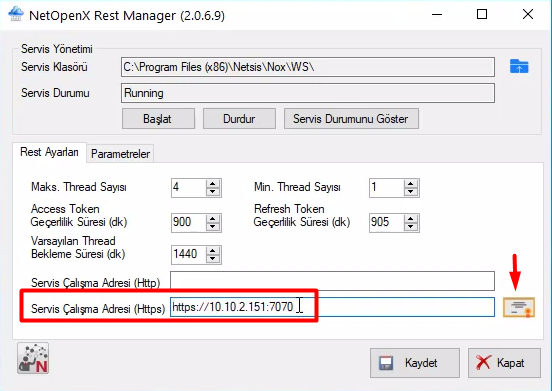 NetOpenX Rest Manager (2.0.6.9)
Servis Yönetimi
Servis Klasörü C:\Program Files (x86)\Netsis\Nox\WS\
Servis Durumu Running
Başlat Durdur Servis Durumunu Göster
Rest Ayarları Parametreler
Maks. Thread Sayısı 4 Min. Thread Sayısı 1
Access Token
Geçerlilik Süresi (dk) 900
Refresh Token
Geçerlilik Süresi (dk) 905
Varsayılan Thread
Bekleme Süresi (dk) 1440
Servis Çalışma Adresi (Http)
Servis Çalışma Adresi (Https) https://10.10.2.151:7070
N
Kaydet Kapat